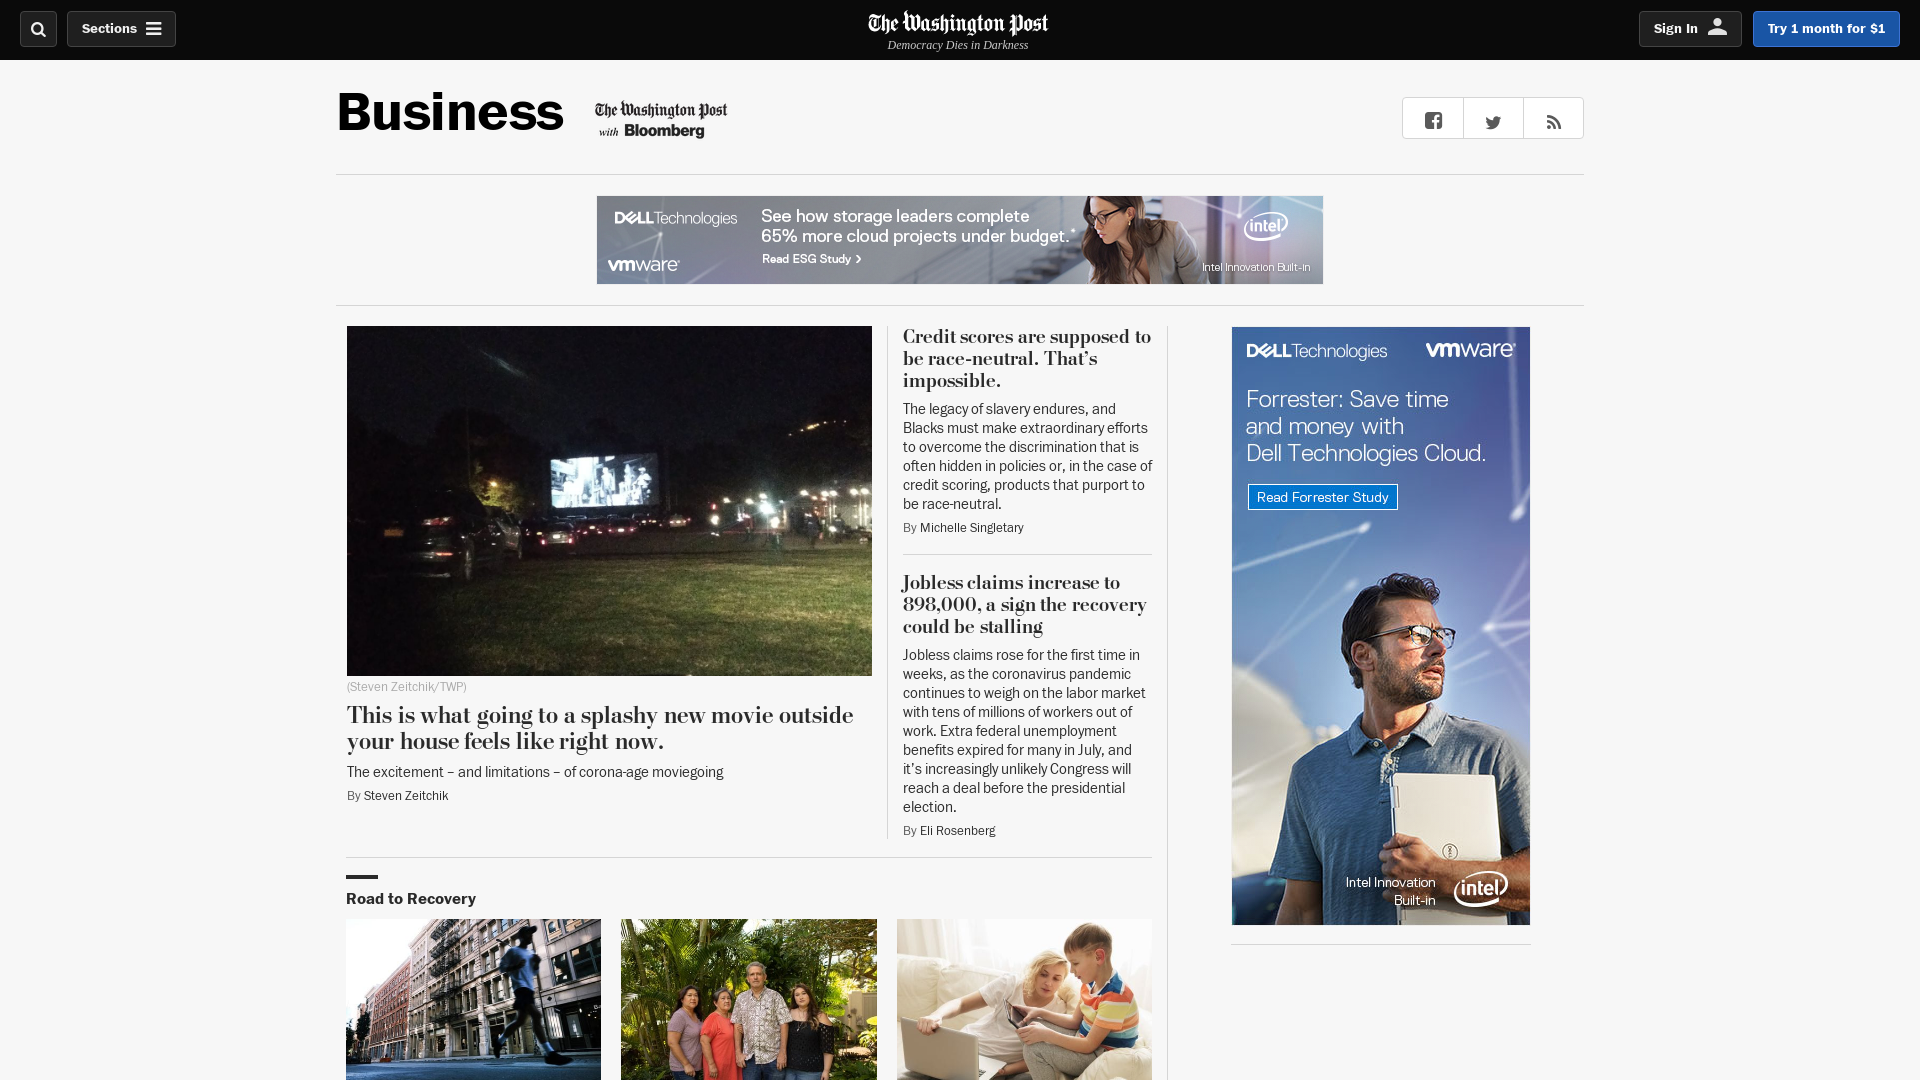 Sections
The Washington Post
Democracy Dies in Darkness
Sign In
Try 1 month for $1
Business
The Washington Post
with Bloomberg
DELLTechnologies
vmware®
See how storage leaders complete
65% more cloud projects under budget.*
Read ESG Study >
intel
Intel Innovation Built-in
(Steven Zeitchik/TWP)
This is what going to a splashy new movie outside
your house feels like right now.
The excitement – and limitations – of corona-age moviegoing
By Steven Zeitchik
Credit scores are supposed to
be race-neutral. That’s
impossible.
The legacy of slavery endures, and
Blacks must make extraordinary efforts
to overcome the discrimination that is
often hidden in policies or, in the case of
credit scoring, products that purport to
be race-neutral.
By Michelle Singletary
Jobless claims increase to
898,000, a sign the recovery
could be stalling
Jobless claims rose for the first time in
weeks, as the coronavirus pandemic
continues to weigh on the labor market
with tens of millions of workers out of
work. Extra federal unemployment
benefits expired for many in July, and
it’s increasingly unlikely Congress will
reach a deal before the presidential
election.
By Eli Rosenberg
DELLTechnologies vmware®
Forrester: Save time
and money with
Dell Technologies Cloud.
Read Forrester Study
Intel Innovation
Built-in
intel
Road to Recovery